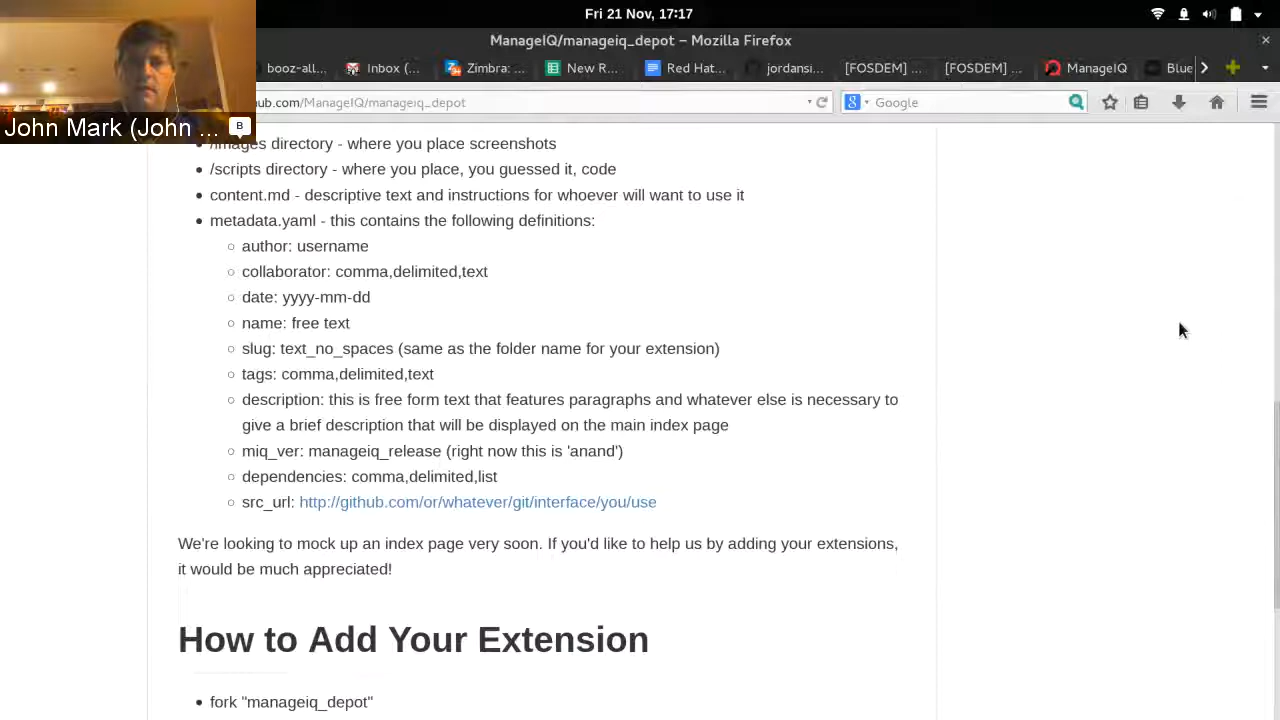 Fri 21 Nov, 17:17
ManageIQ/manageiq_depot – Mozilla Firefox
booz-all... Inbox (... Zimbra: ... New R... Red Hat... jordansi... [FOSDEM] ... [FOSDEM] ... ManageIQ Blue
hub.com/ManageIQ/manageiq_depot Google
John Mark (John ... B
/images directory - where you place screenshots
/scripts directory - where you place, you guessed it, code
content.md - descriptive text and instructions for whoever will want to use it
metadata.yaml - this contains the following definitions:
author: username
collaborator: comma,delimited,text
date: yyyy-mm-dd
name: free text
slug: text_no_spaces (same as the folder name for your extension)
tags: comma,delimited,text
description: this is free form text that features paragraphs and whatever else is necessary to
give a brief description that will be displayed on the main index page
miq_ver: manageiq_release (right now this is 'anand')
dependencies: comma,delimited,list
src_url: http://github.com/or/whatever/git/interface/you/use
We're looking to mock up an index page very soon. If you'd like to help us by adding your extensions,
it would be much appreciated!
How to Add Your Extension
fork "manageiq_depot"